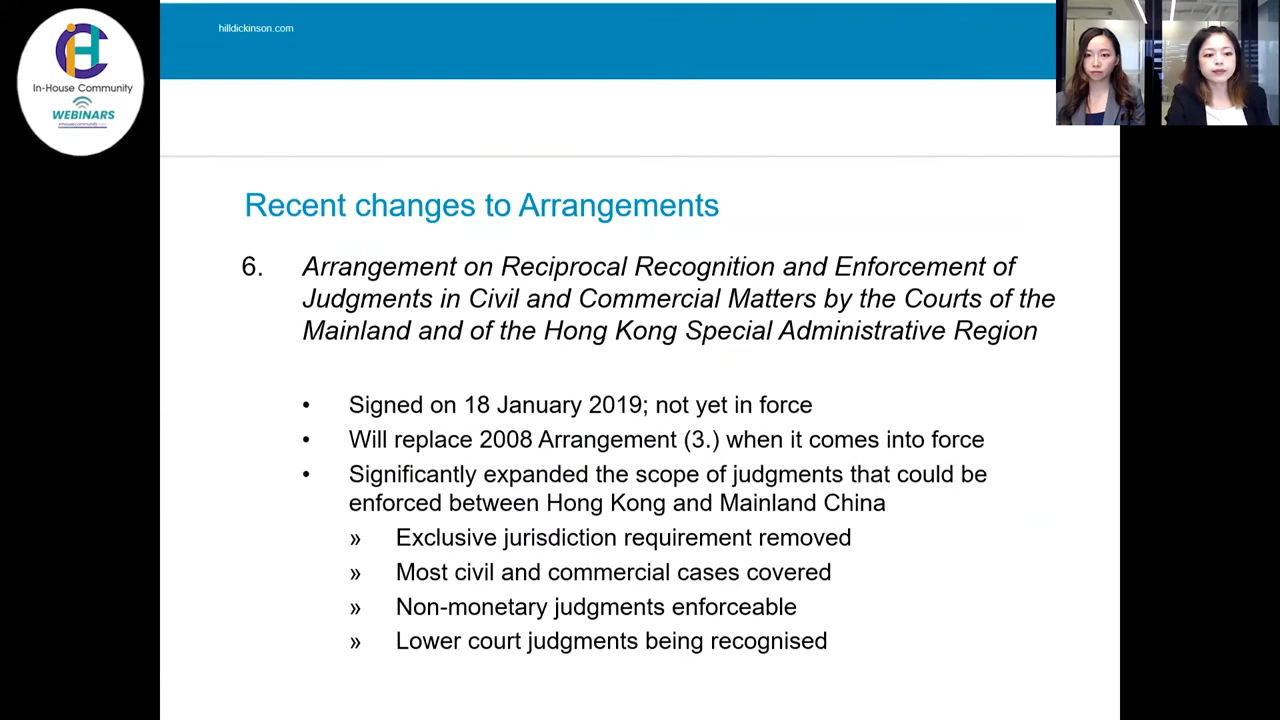 hilldickinson.com
In-House Community
WEBINARS
Recent changes to Arrangements
6. Arrangement on Reciprocal Recognition and Enforcement of
Judgments in Civil and Commercial Matters by the Courts of the
Mainland and of the Hong Kong Special Administrative Region
• Signed on 18 January 2019; not yet in force
• Will replace 2008 Arrangement (3.) when it comes into force
• Significantly expanded the scope of judgments that could be
enforced between Hong Kong and Mainland China
» Exclusive jurisdiction requirement removed
» Most civil and commercial cases covered
» Non-monetary judgments enforceable
» Lower court judgments being recognised